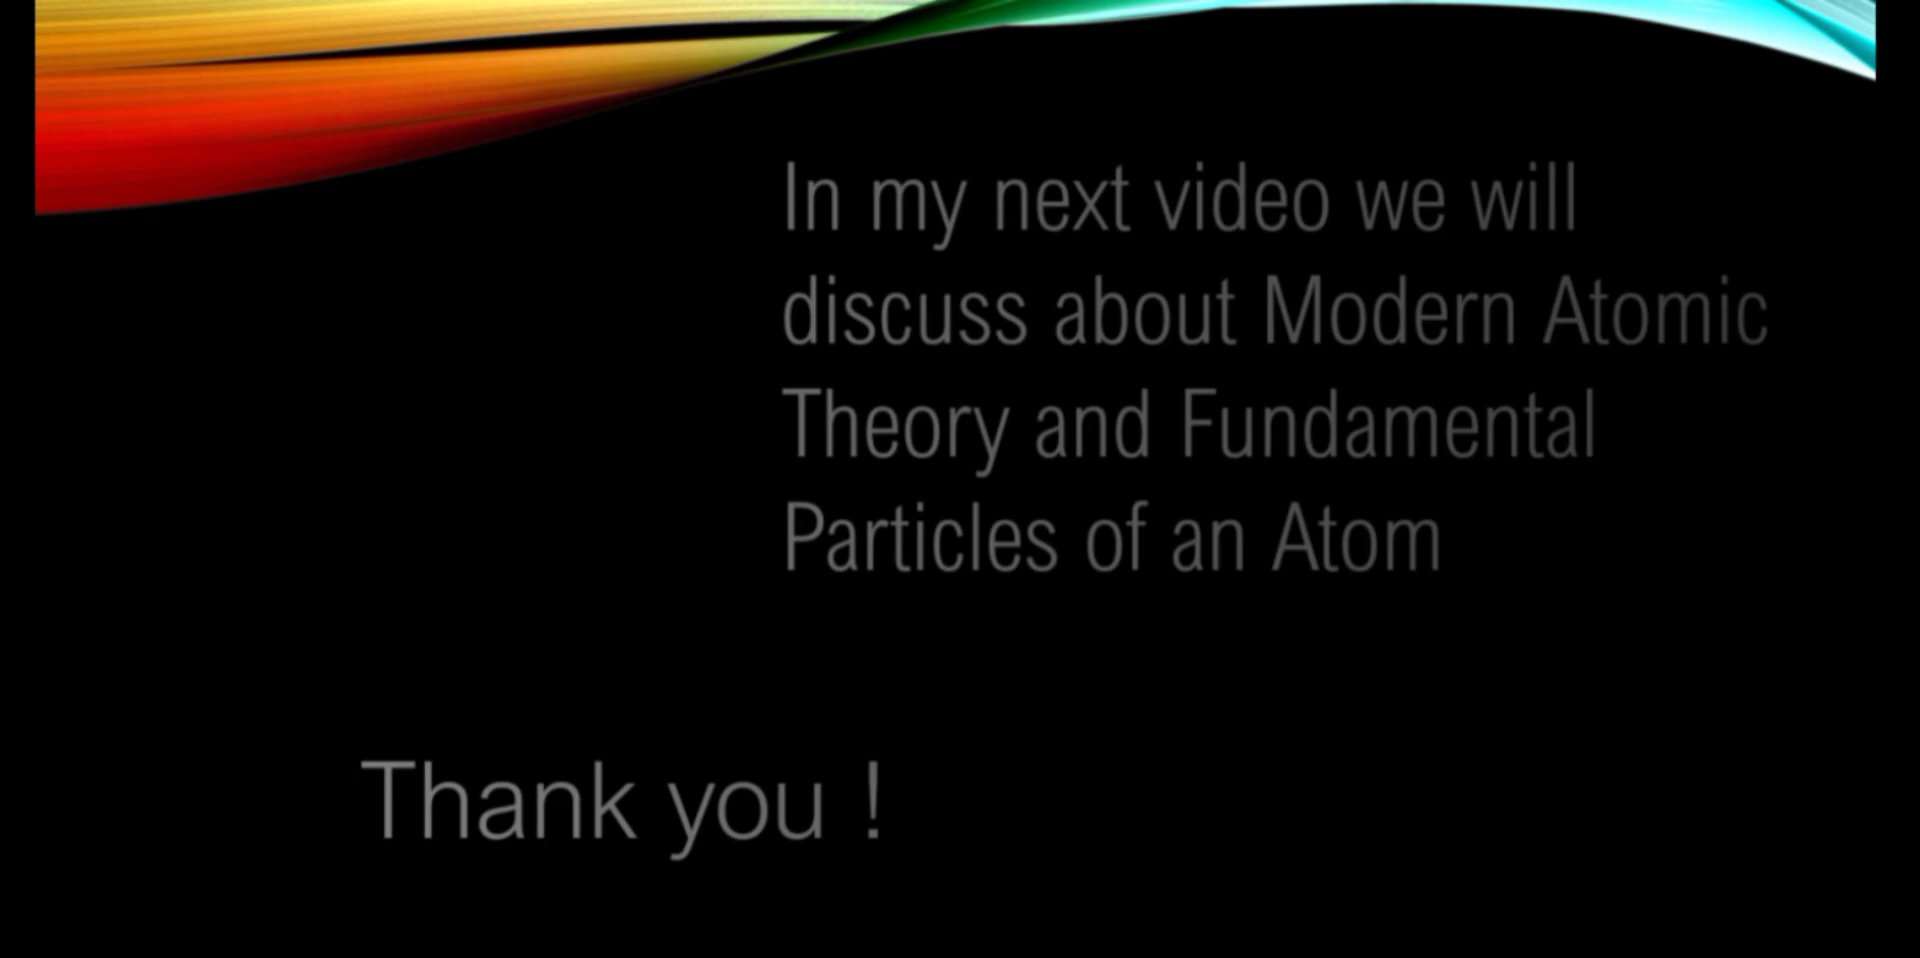 In my next video we will
discuss about Modern Atomic
Theory and Fundamental
Particles of an Atom
Thank you !